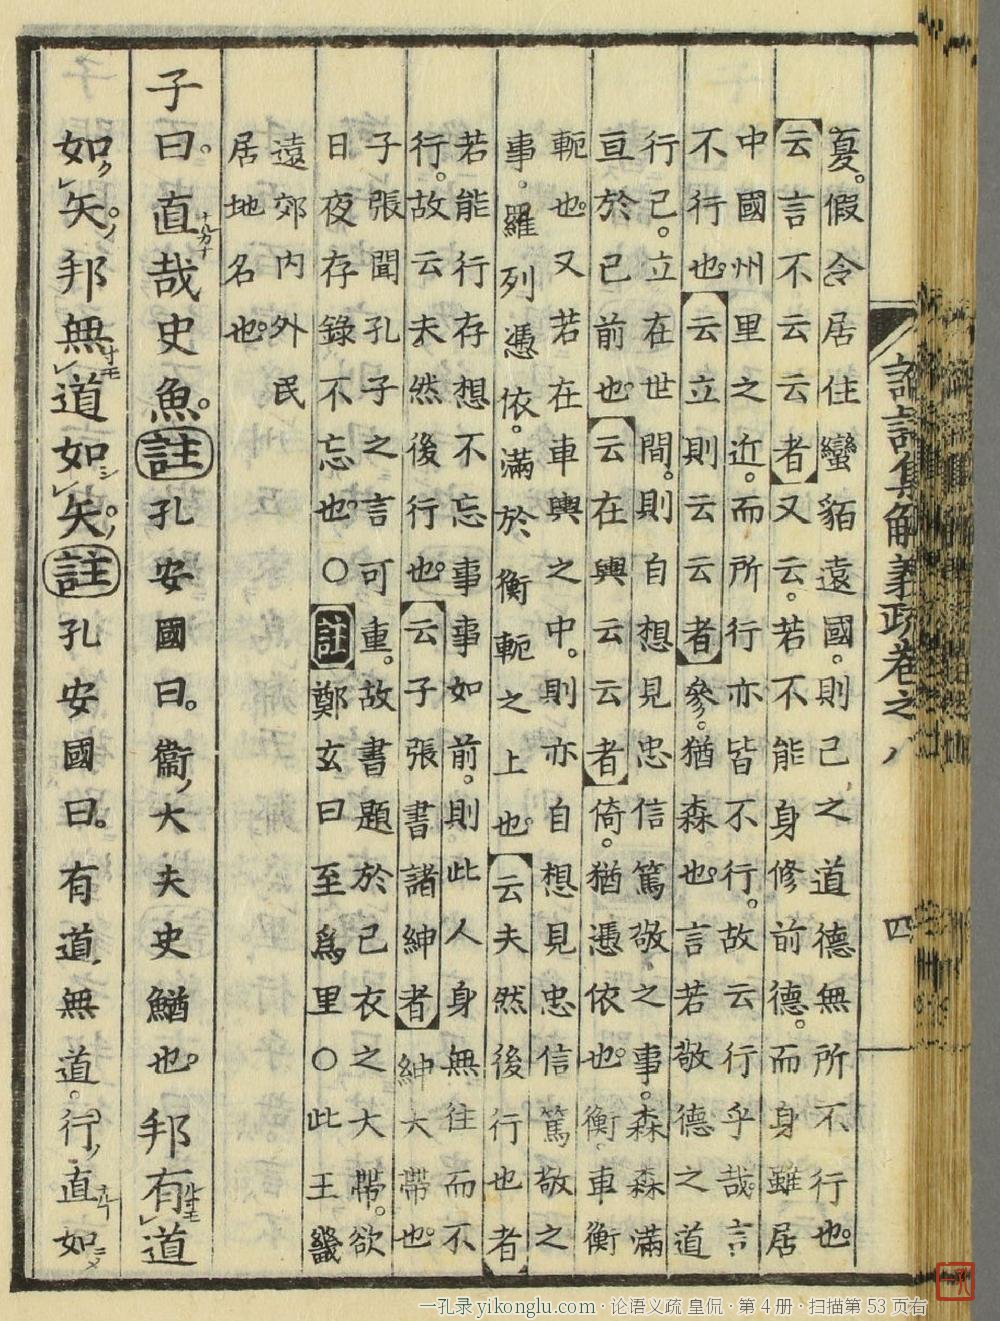 夏。假令居住蠻貊遠國。則己之道德無所不行也。
云言不云云者又云。若不能身修前德。而身雖居
中國州里之近。而所行亦皆不行。故云行乎哉言
不行也。云立則云云者參。猶森也。言若敬德之道
行己。立在世間。則自想見忠信篤敬之事。森森滿
亘於己前也。云在輿云云者倚。猶憑依也。衡車衡
軛也。又若在車輿之中。則亦自想見忠信篤敬之
事。羅列憑依。滿於衡軛之上也。云夫然後行也者
若能行存想不忘事事如前。則此人身無往而不
行。故云夫然後行也。云子張書諸紳者紳大帶也。
子張聞孔子之言可重。故書題於己衣之大帶。欲
日夜存錄不忘也。○註鄭玄曰至爲里○此王畿
遠郊內外民
居地名也。
子曰。直哉史魚。註孔安國曰。衞大夫史鰌也。邦有道
如矢。邦無道如矢。註孔安國曰。有道無道。行直如
論語集解義疏卷之八
四
一孔录 yikonglu.com · 论语义疏 皇侃 · 第 4 册 · 扫描第 53 页右